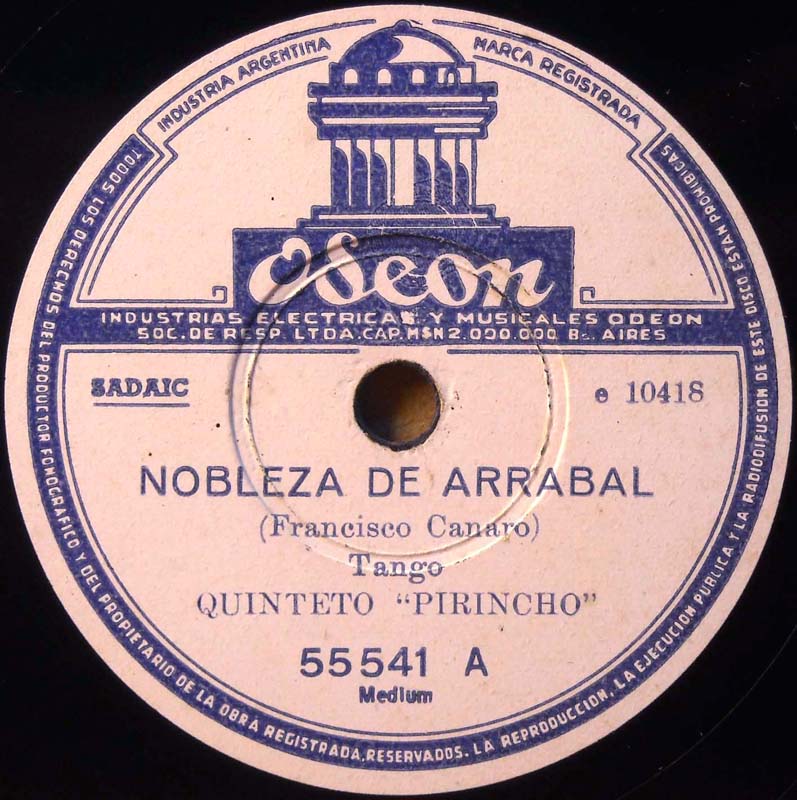 INDUSTRIA ARGENTINA
MARCA REGISTRADA
Odeon
INDUSTRIAS ELECTRICAS Y MUSICALES ODEON
SOC. DE RESP. LTDA. CAP. M$N 2.000.000 Bs. AIRES
SADAIC
e 10418
NOBLEZA DE ARRABAL
(Francisco Canaro)
Tango
QUINTETO “PIRINCHO”
55541 A
Medium
TODOS LOS DERECHOS DEL PRODUCTOR FONOGRAFICO Y DEL PROPIETARIO DE LA OBRA REGISTRADA, RESERVADOS. LA REPRODUCCION, LA EJECUCION PUBLICA Y LA RADIODIFUSION DE ESTE DISCO ESTAN PROHIBIDAS